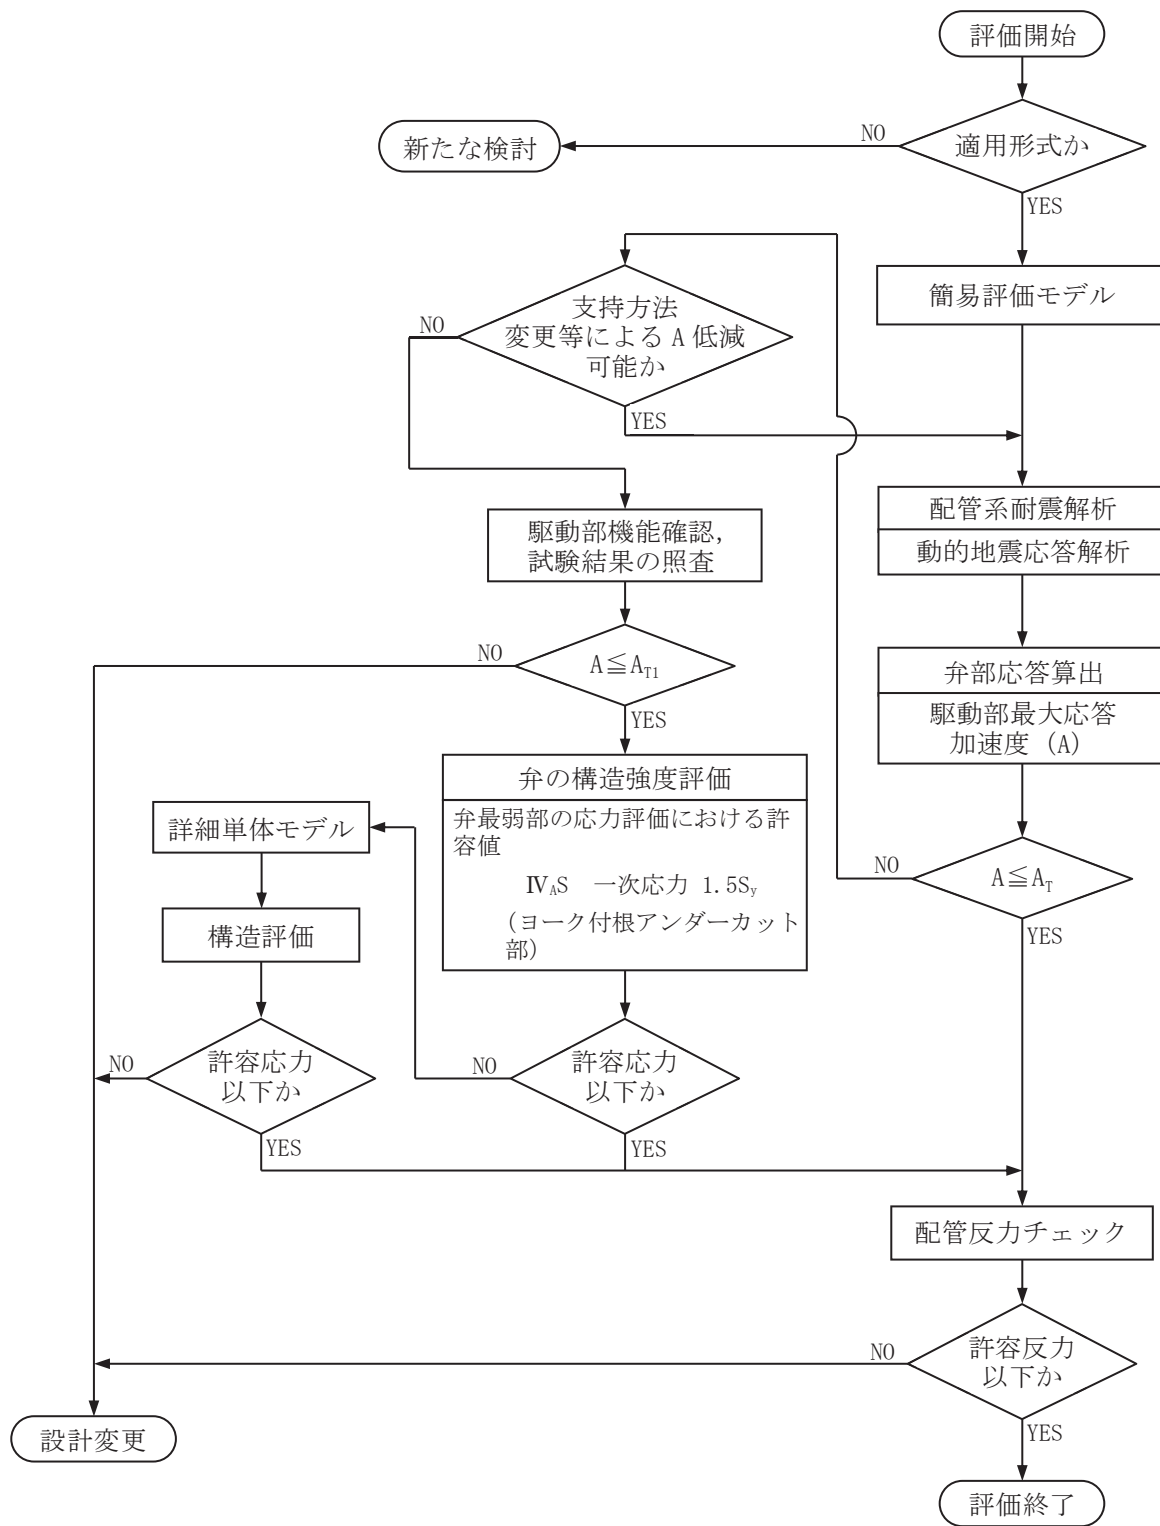 評価開始
適用形式か
NO
YES
新たな検討
簡易評価モデル
支持方法
変更等による A 低減
可能か
NO
YES
配管系耐震解析
動的地震応答解析
駆動部機能確認,
試験結果の照査
弁部応答算出
駆動部最大応答
加速度 (A)
A≦A_T1
NO
YES
弁の構造強度評価
弁最弱部の応力評価における許
容値
Ⅳ_AS 一次応力 1.5S_y
(ヨーク付根アンダーカット
部)
A≦A_T
NO
YES
詳細単体モデル
構造評価
許容応力
以下か
NO
YES
許容応力
以下か
NO
YES
配管反力チェック
許容反力
以下か
NO
YES
設計変更
評価終了